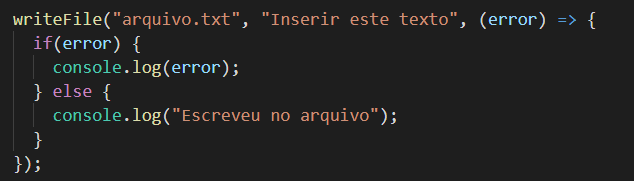 writeFile("arquivo.txt", "Inserir este texto", (error) => {
  if(error) {
    console.log(error);
  } else {
    console.log("Escreveu no arquivo");
  }
});